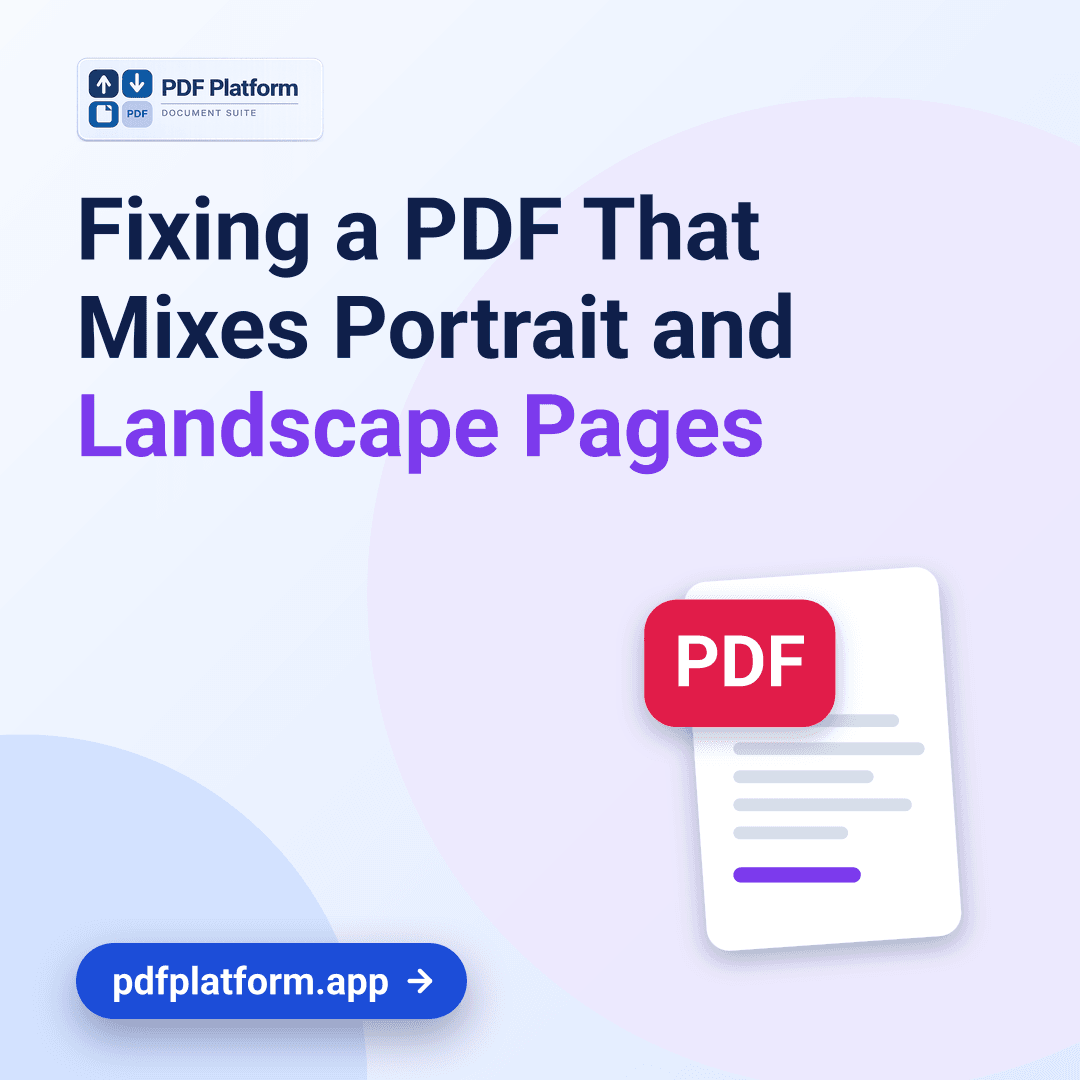 PDF Platform
PDF
DOCUMENT SUITE
Fixing a PDF That
Mixes Portrait and
Landscape Pages
PDF
pdfplatform.app →